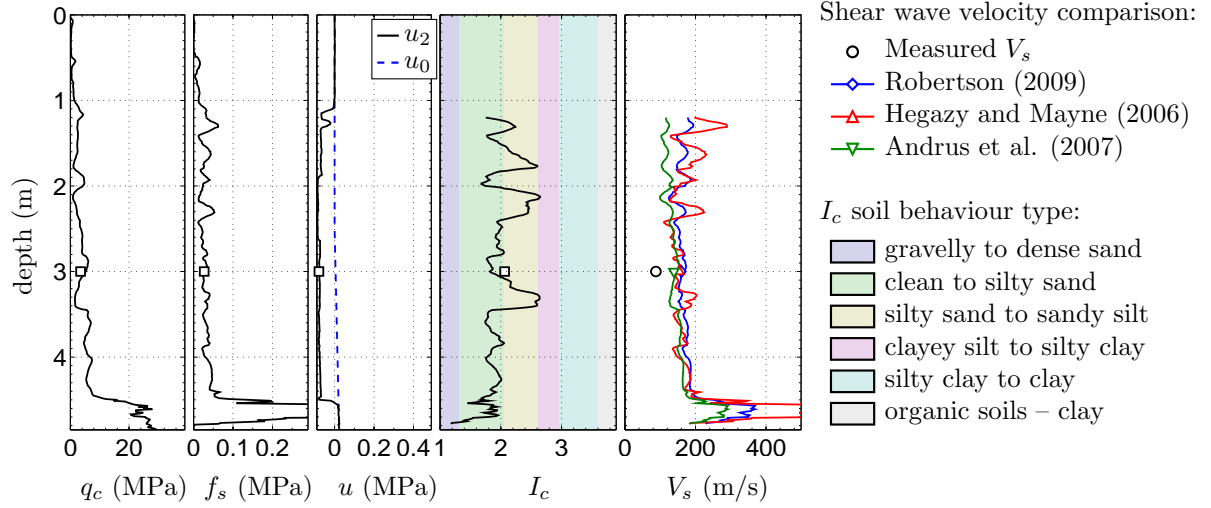 Shear wave velocity comparison:
Measured V_s
Robertson (2009)
Hegazy and Mayne (2006)
Andrus et al. (2007)
I_c soil behaviour type:
gravelly to dense sand
clean to silty sand
silty sand to sandy silt
clayey silt to silty clay
silty clay to clay
organic soils – clay
u_2
u_0
depth (m)
0
1
2
3
4
0 20
0 0.1 0.2
0 0.2 0.4
1 2 3 4
0 200 400
q_c (MPa)
f_s (MPa)
u (MPa)
I_c
V_s (m/s)